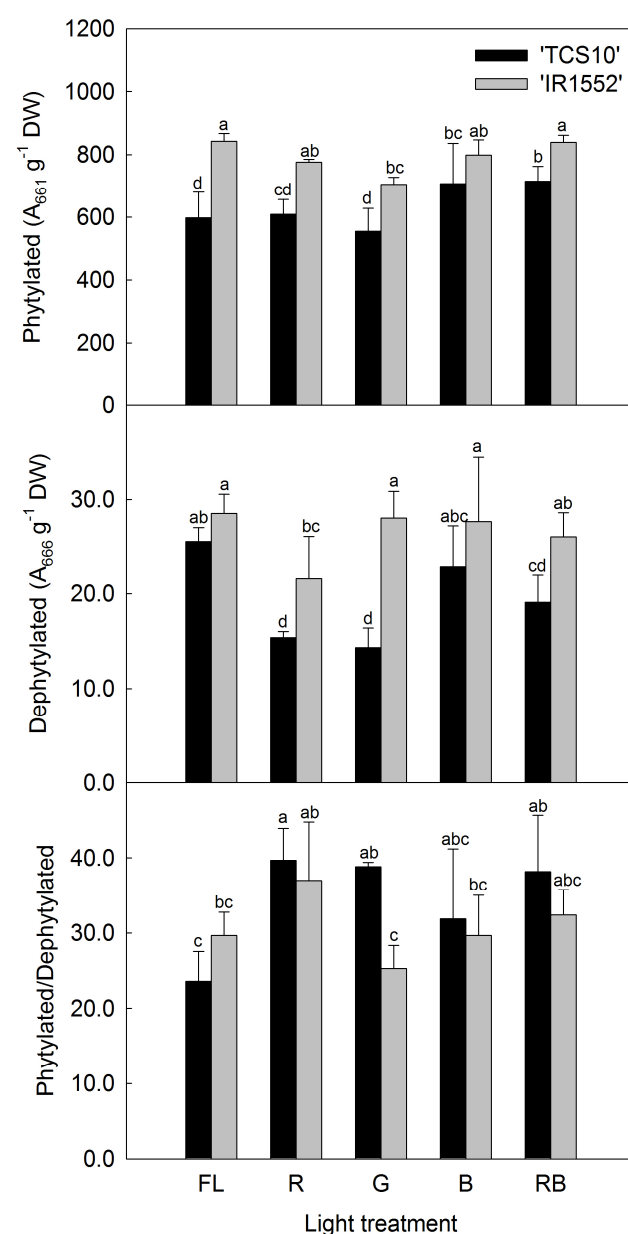 1200
'TCS10'
'IR1552'
1000
800
600
400
200
0
Phytylated (A661 g-1 DW)
d a cd ab d bc bc ab b a
30.0
20.0
10.0
0.0
Dephytylated (A666 g-1 DW)
ab a d bc d a abc a cd ab
40.0
30.0
20.0
10.0
0.0
Phytylated/Dephytylated
c bc a ab ab c abc bc ab abc
FL R G B RB
Light treatment